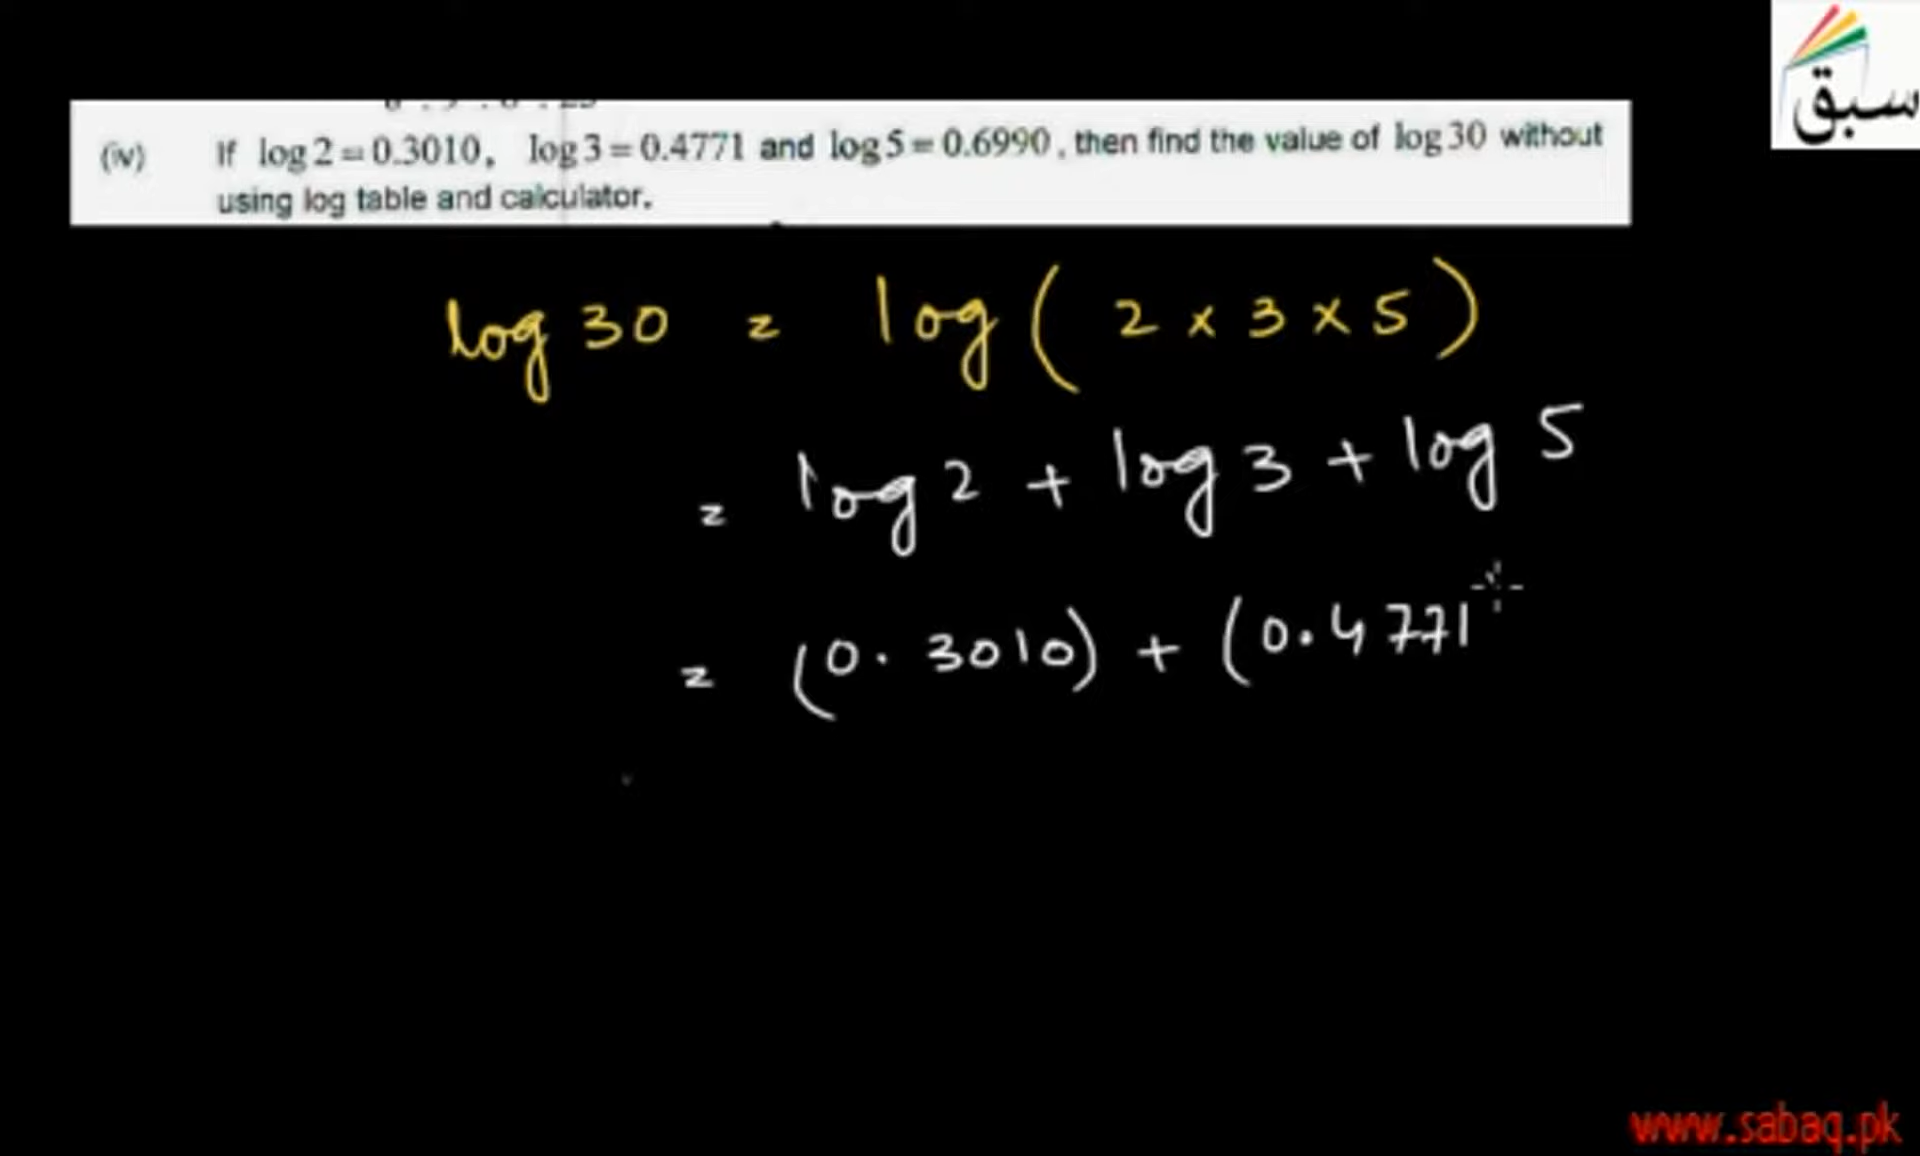 سبق
(iv) If log 2 = 0.3010, log 3 = 0.4771 and log 5 = 0.6990, then find the value of log 30 without
using log table and calculator.
log 30 = log ( 2 × 3 × 5 )
= log 2 + log 3 + log 5
= (0.3010) + (0.4771
www.sabaq.pk